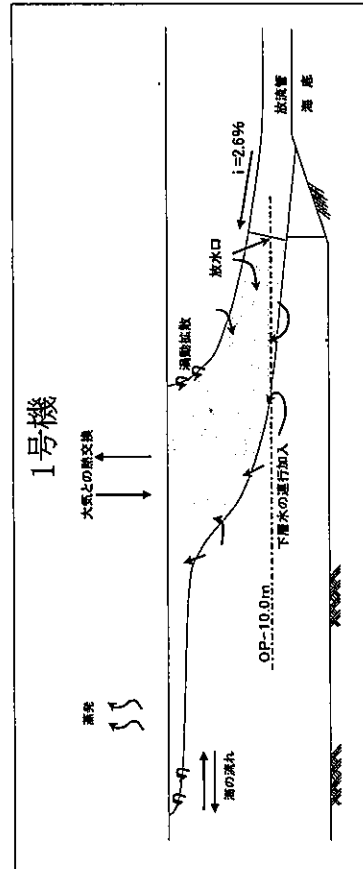 1号機
大気との熱交換
蒸発
渦動拡散
i=2.6%
放流管
海底
放水口
潮の流れ
下層水の連行加入
OP-10.0m